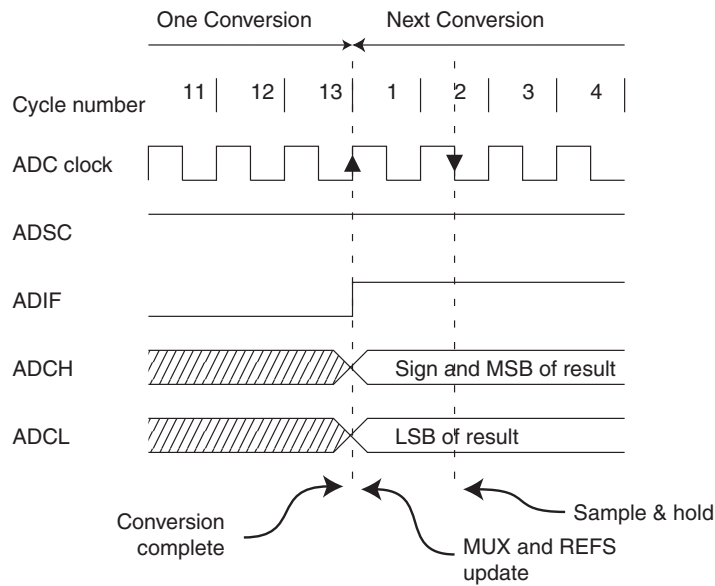 One Conversion Next Conversion
Cycle number 11 12 13 1 2 3 4
ADC clock
ADSC
ADIF
ADCH Sign and MSB of result
ADCL LSB of result
Conversion
complete
MUX and REFS
update
Sample & hold